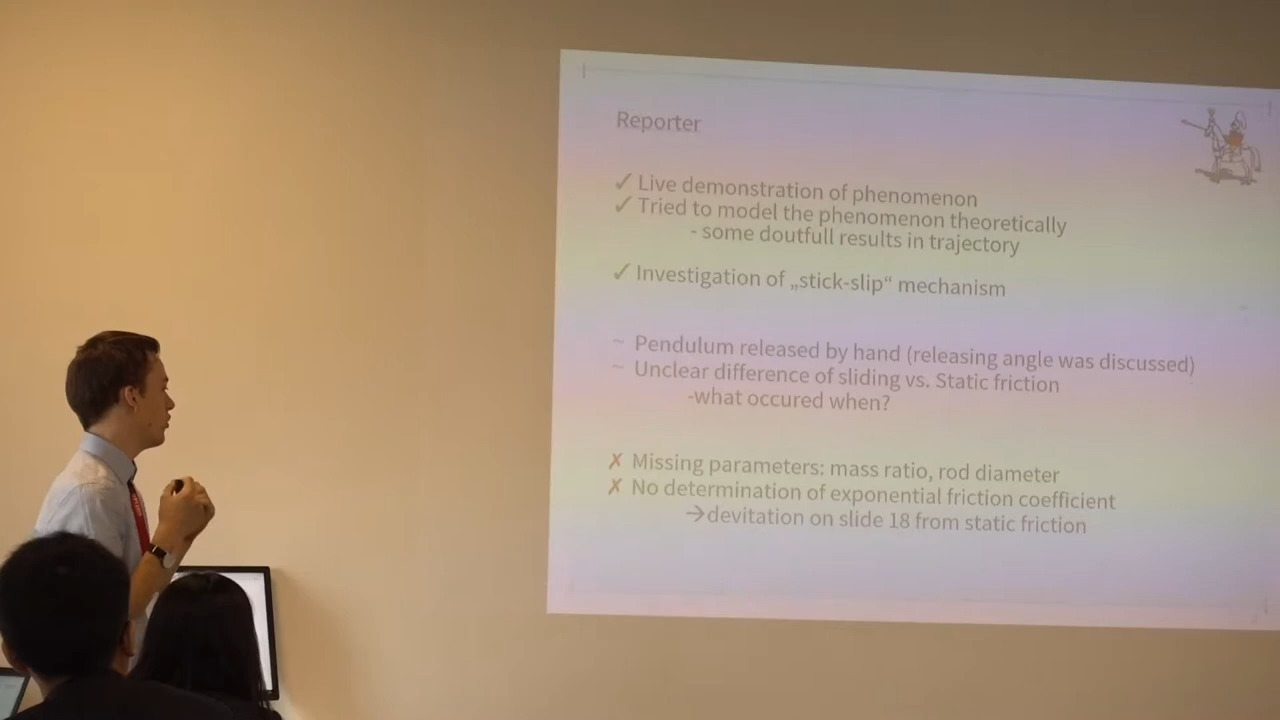 Reporter
✓ Live demonstration of phenomenon
✓ Tried to model the phenomenon theoretically
- some doutfull results in trajectory
✓ Investigation of „stick-slip“ mechanism
~ Pendulum released by hand (releasing angle was discussed)
~ Unclear difference of sliding vs. Static friction
-what occured when?
✗ Missing parameters: mass ratio, rod diameter
✗ No determination of exponential friction coefficient
→devitation on slide 18 from static friction